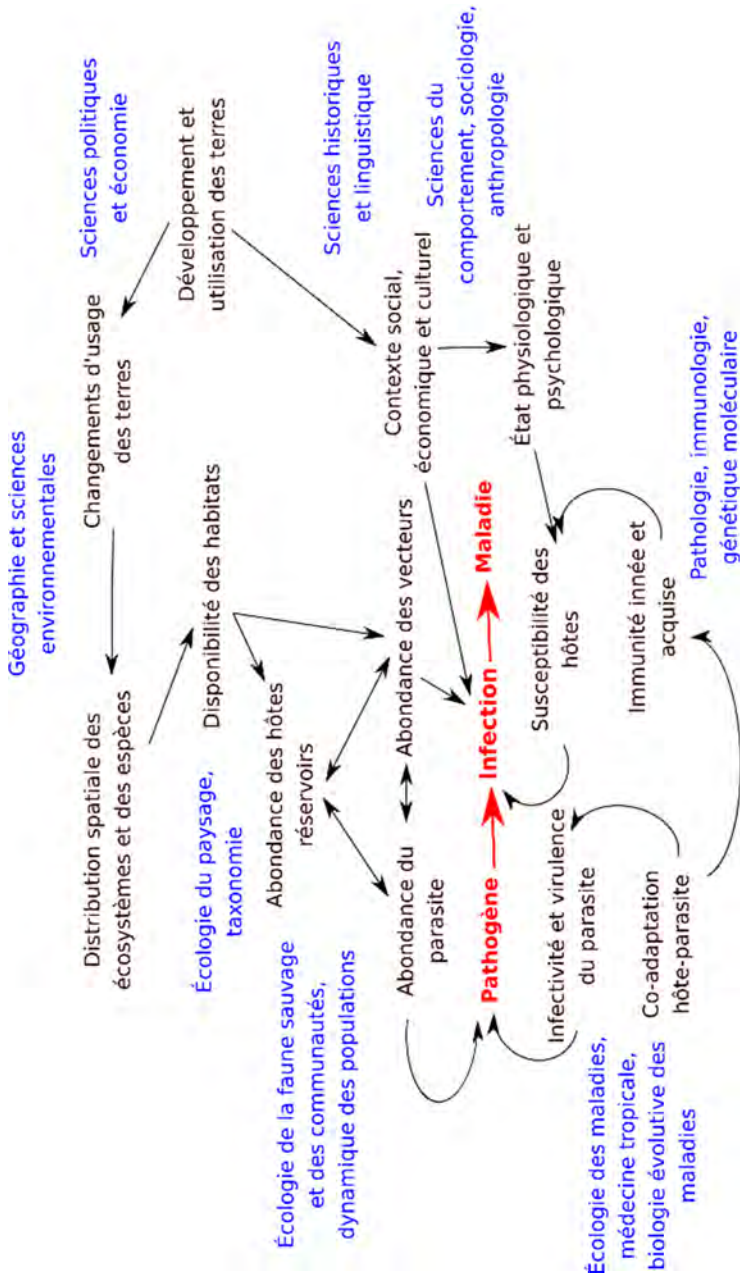 Géographie et sciences
environnementales
Sciences politiques
et économie
Distribution spatiale des
écosystèmes et des espèces
Changements d'usage
des terres
Développement et
utilisation des terres
Écologie du paysage,
taxonomie
Disponibilité des habitats
Écologie de la faune sauvage
et des communautés,
dynamique des populations
Abondance des hôtes
réservoirs
Sciences historiques
et linguistique
Abondance du
parasite
Abondance des vecteurs
Contexte social,
économique et culturel
Sciences du
comportement, sociologie,
anthropologie
Pathogène
Infection
Maladie
État physiologique et
psychologique
Infectivité et virulence
du parasite
Susceptibilité des
hôtes
Écologie des maladies,
médecine tropicale,
biologie évolutive des
maladies
Co-adaptation
hôte-parasite
Immunité innée et
acquise
Pathologie, immunologie,
génétique moléculaire